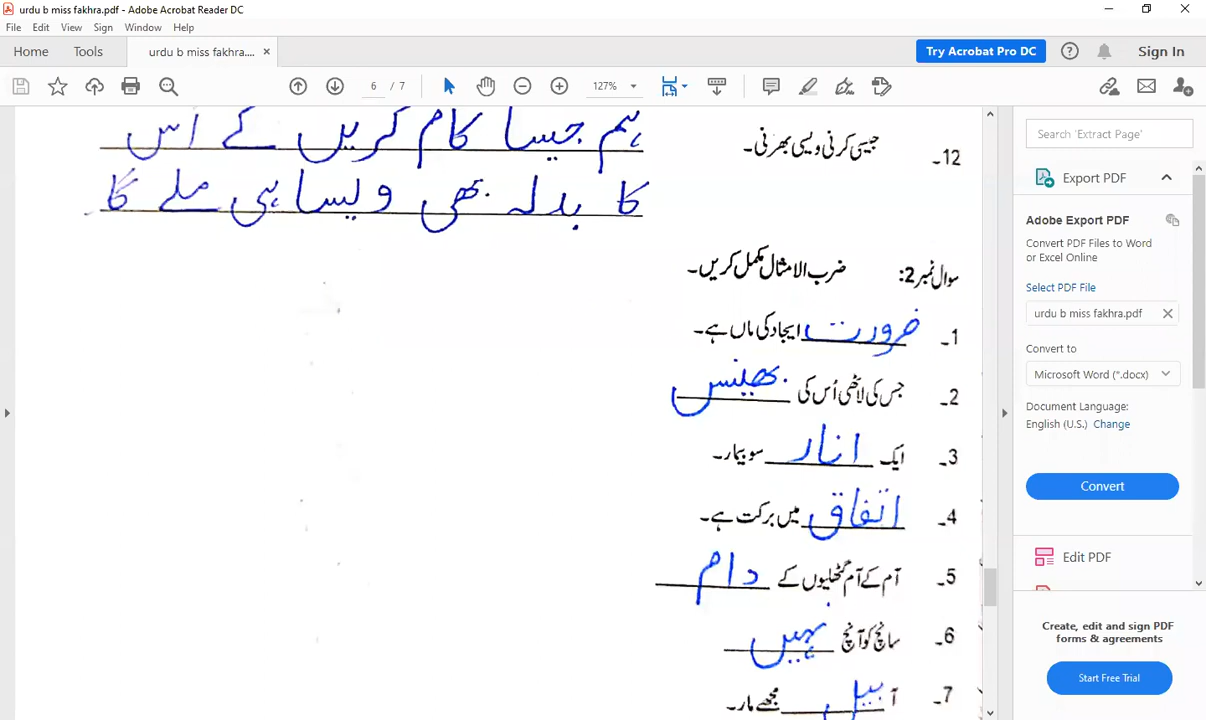 urdu b miss fakhra.pdf - Adobe Acrobat Reader DC
File Edit View Sign Window Help
Home Tools urdu b miss fakhra.... × Try Acrobat Pro DC Sign In
6 / 7 127%
12۔ جیسی کرنی ویسی بھرنی۔ ہم جیسا کام کریں گے اس
کا بدلہ بھی ویسا ہی ملے گا
سوال نمبر 2: ضرب الامثال مکمل کریں۔
1۔ ضرورت ایجاد کی ماں ہے۔
2۔ جس کی لاٹھی اُس کی بھینس
3۔ ایک انار سو بیمار۔
4۔ اتفاق میں برکت ہے۔
5۔ آم کے آم گٹھلیوں کے دام
6۔ سانچ کو آنچ نہیں
7۔ آ بیل مجھے مار۔
Search 'Extract Page'
Export PDF
Adobe Export PDF
Convert PDF Files to Word
or Excel Online
Select PDF File
urdu b miss fakhra.pdf
Convert to
Microsoft Word (*.docx)
Document Language:
English (U.S.) Change
Convert
Edit PDF
Create, edit and sign PDF
forms & agreements
Start Free Trial